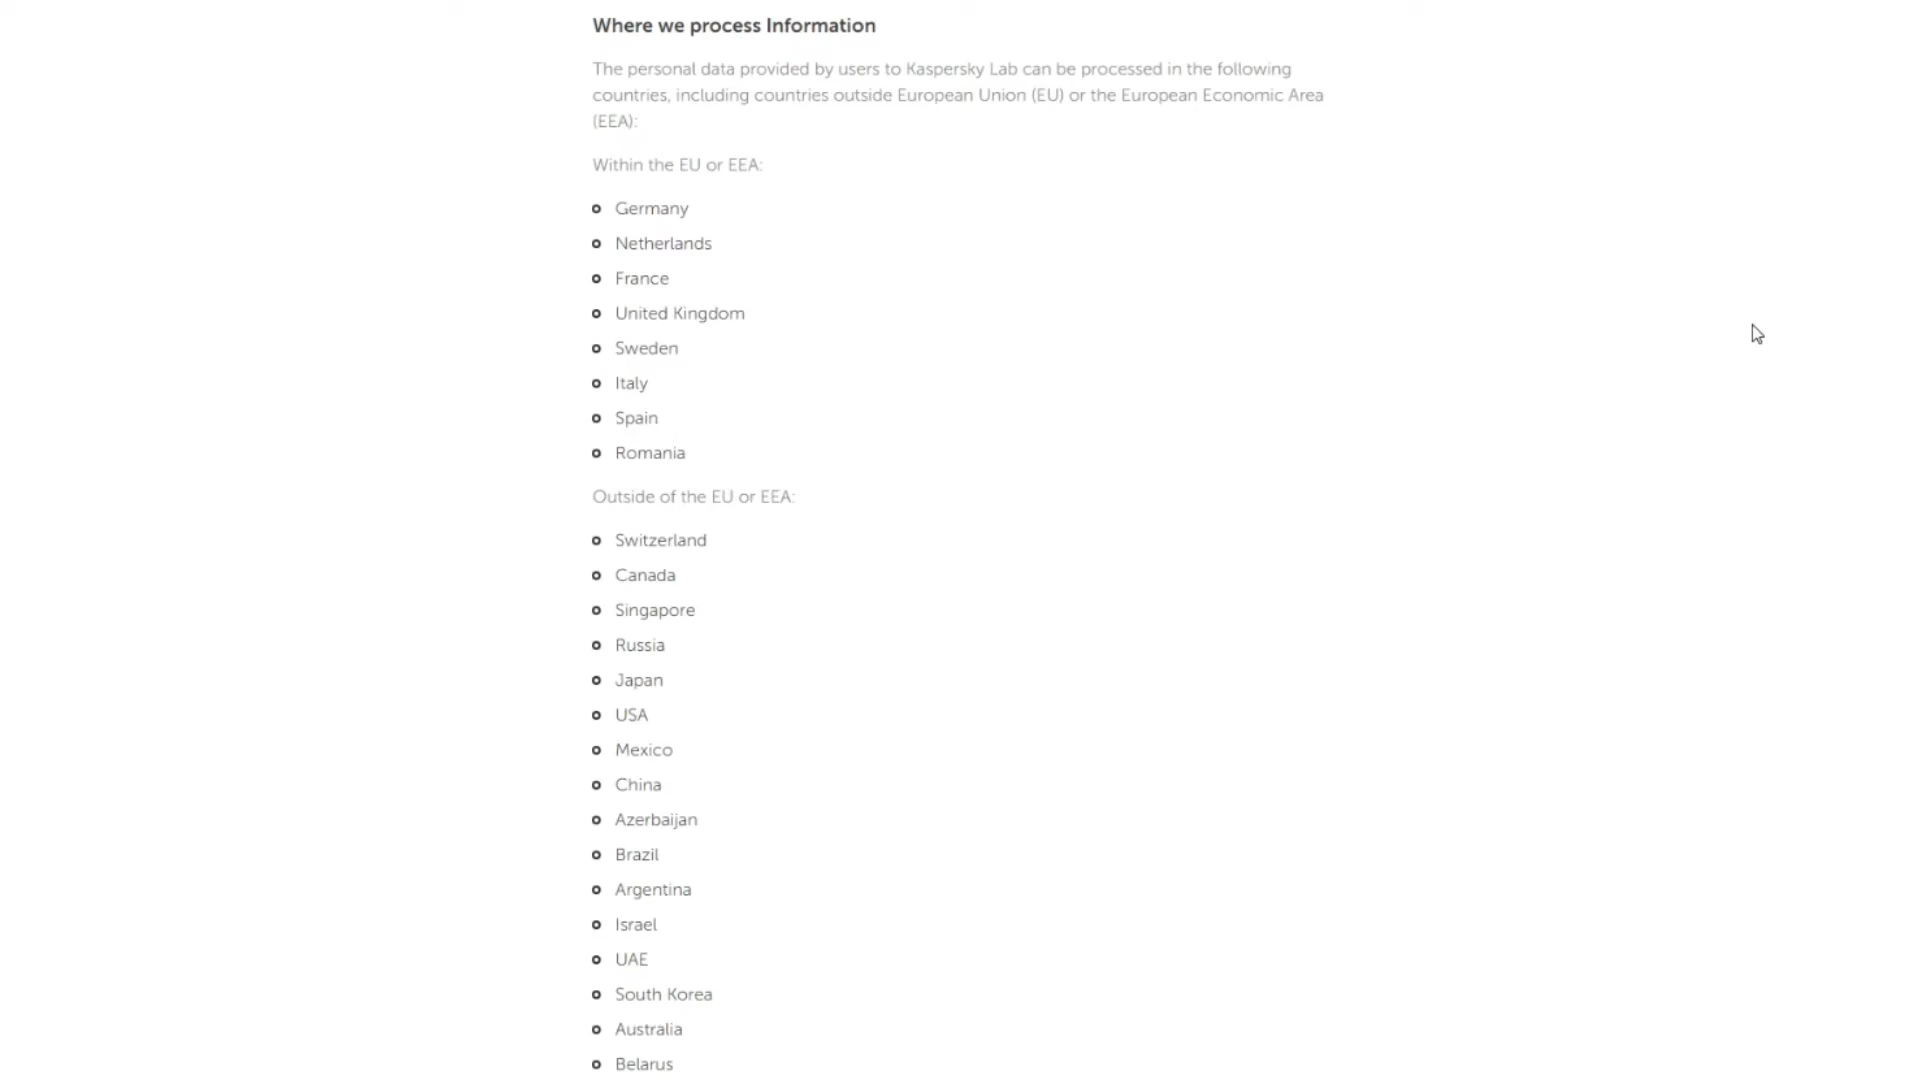 Where we process Information
The personal data provided by users to Kaspersky Lab can be processed in the following
countries, including countries outside European Union (EU) or the European Economic Area
(EEA):
Within the EU or EEA:
Germany
Netherlands
France
United Kingdom
Sweden
Italy
Spain
Romania
Outside of the EU or EEA:
Switzerland
Canada
Singapore
Russia
Japan
USA
Mexico
China
Azerbaijan
Brazil
Argentina
Israel
UAE
South Korea
Australia
Belarus